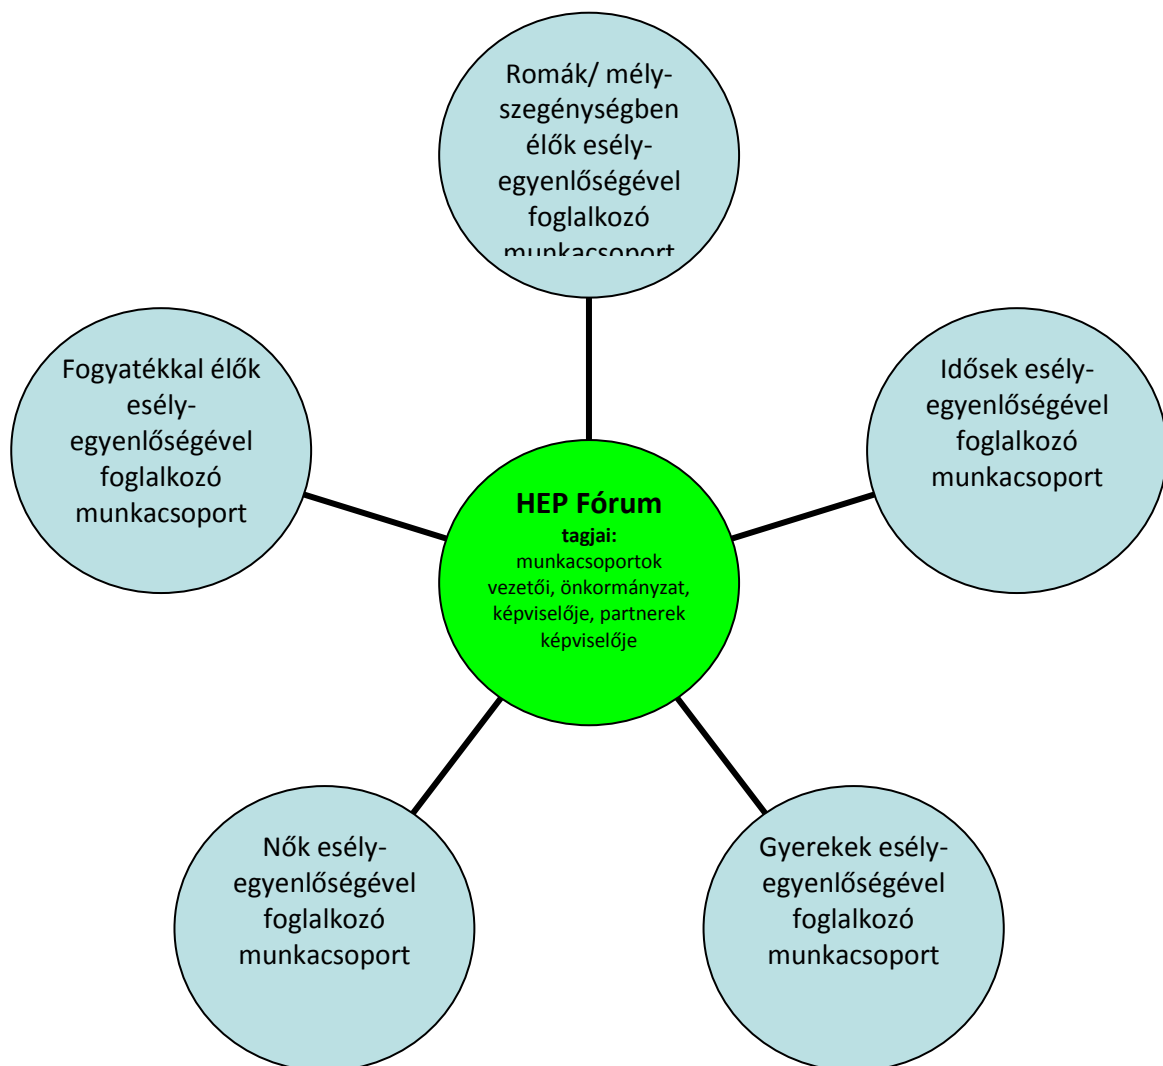 Romák/ mély-
szegénységben
élők esély-
egyenlőségével
foglalkozó
munkacsoport
Fogyatékkal élők
esély-
egyenlőségével
foglalkozó
munkacsoport
Idősek esély-
egyenlőségével
foglalkozó
munkacsoport
HEP Fórum
tagjai:
munkacsoportok
vezetői, önkormányzat,
képviselője, partnerek
képviselője
Nők esély-
egyenlőségével
foglalkozó
munkacsoport
Gyerekek esély-
egyenlőségével
foglalkozó
munkacsoport